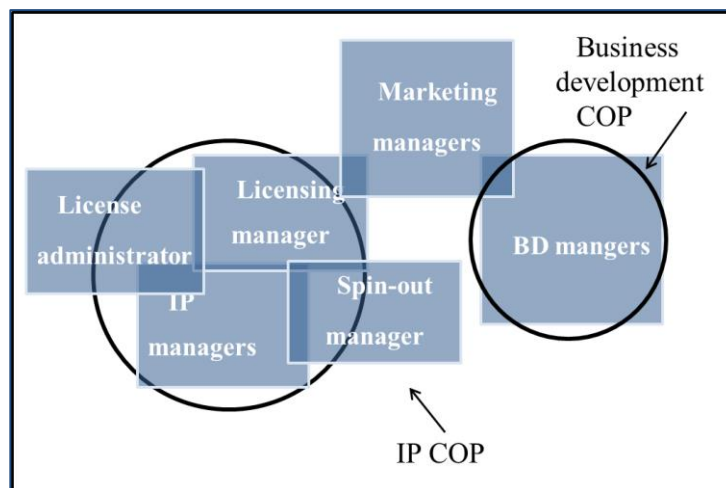 Business
development
COP
Marketing
managers
Licensing
manager
License
administrator
BD mangers
Spin-out
manager
IP
managers
IP COP